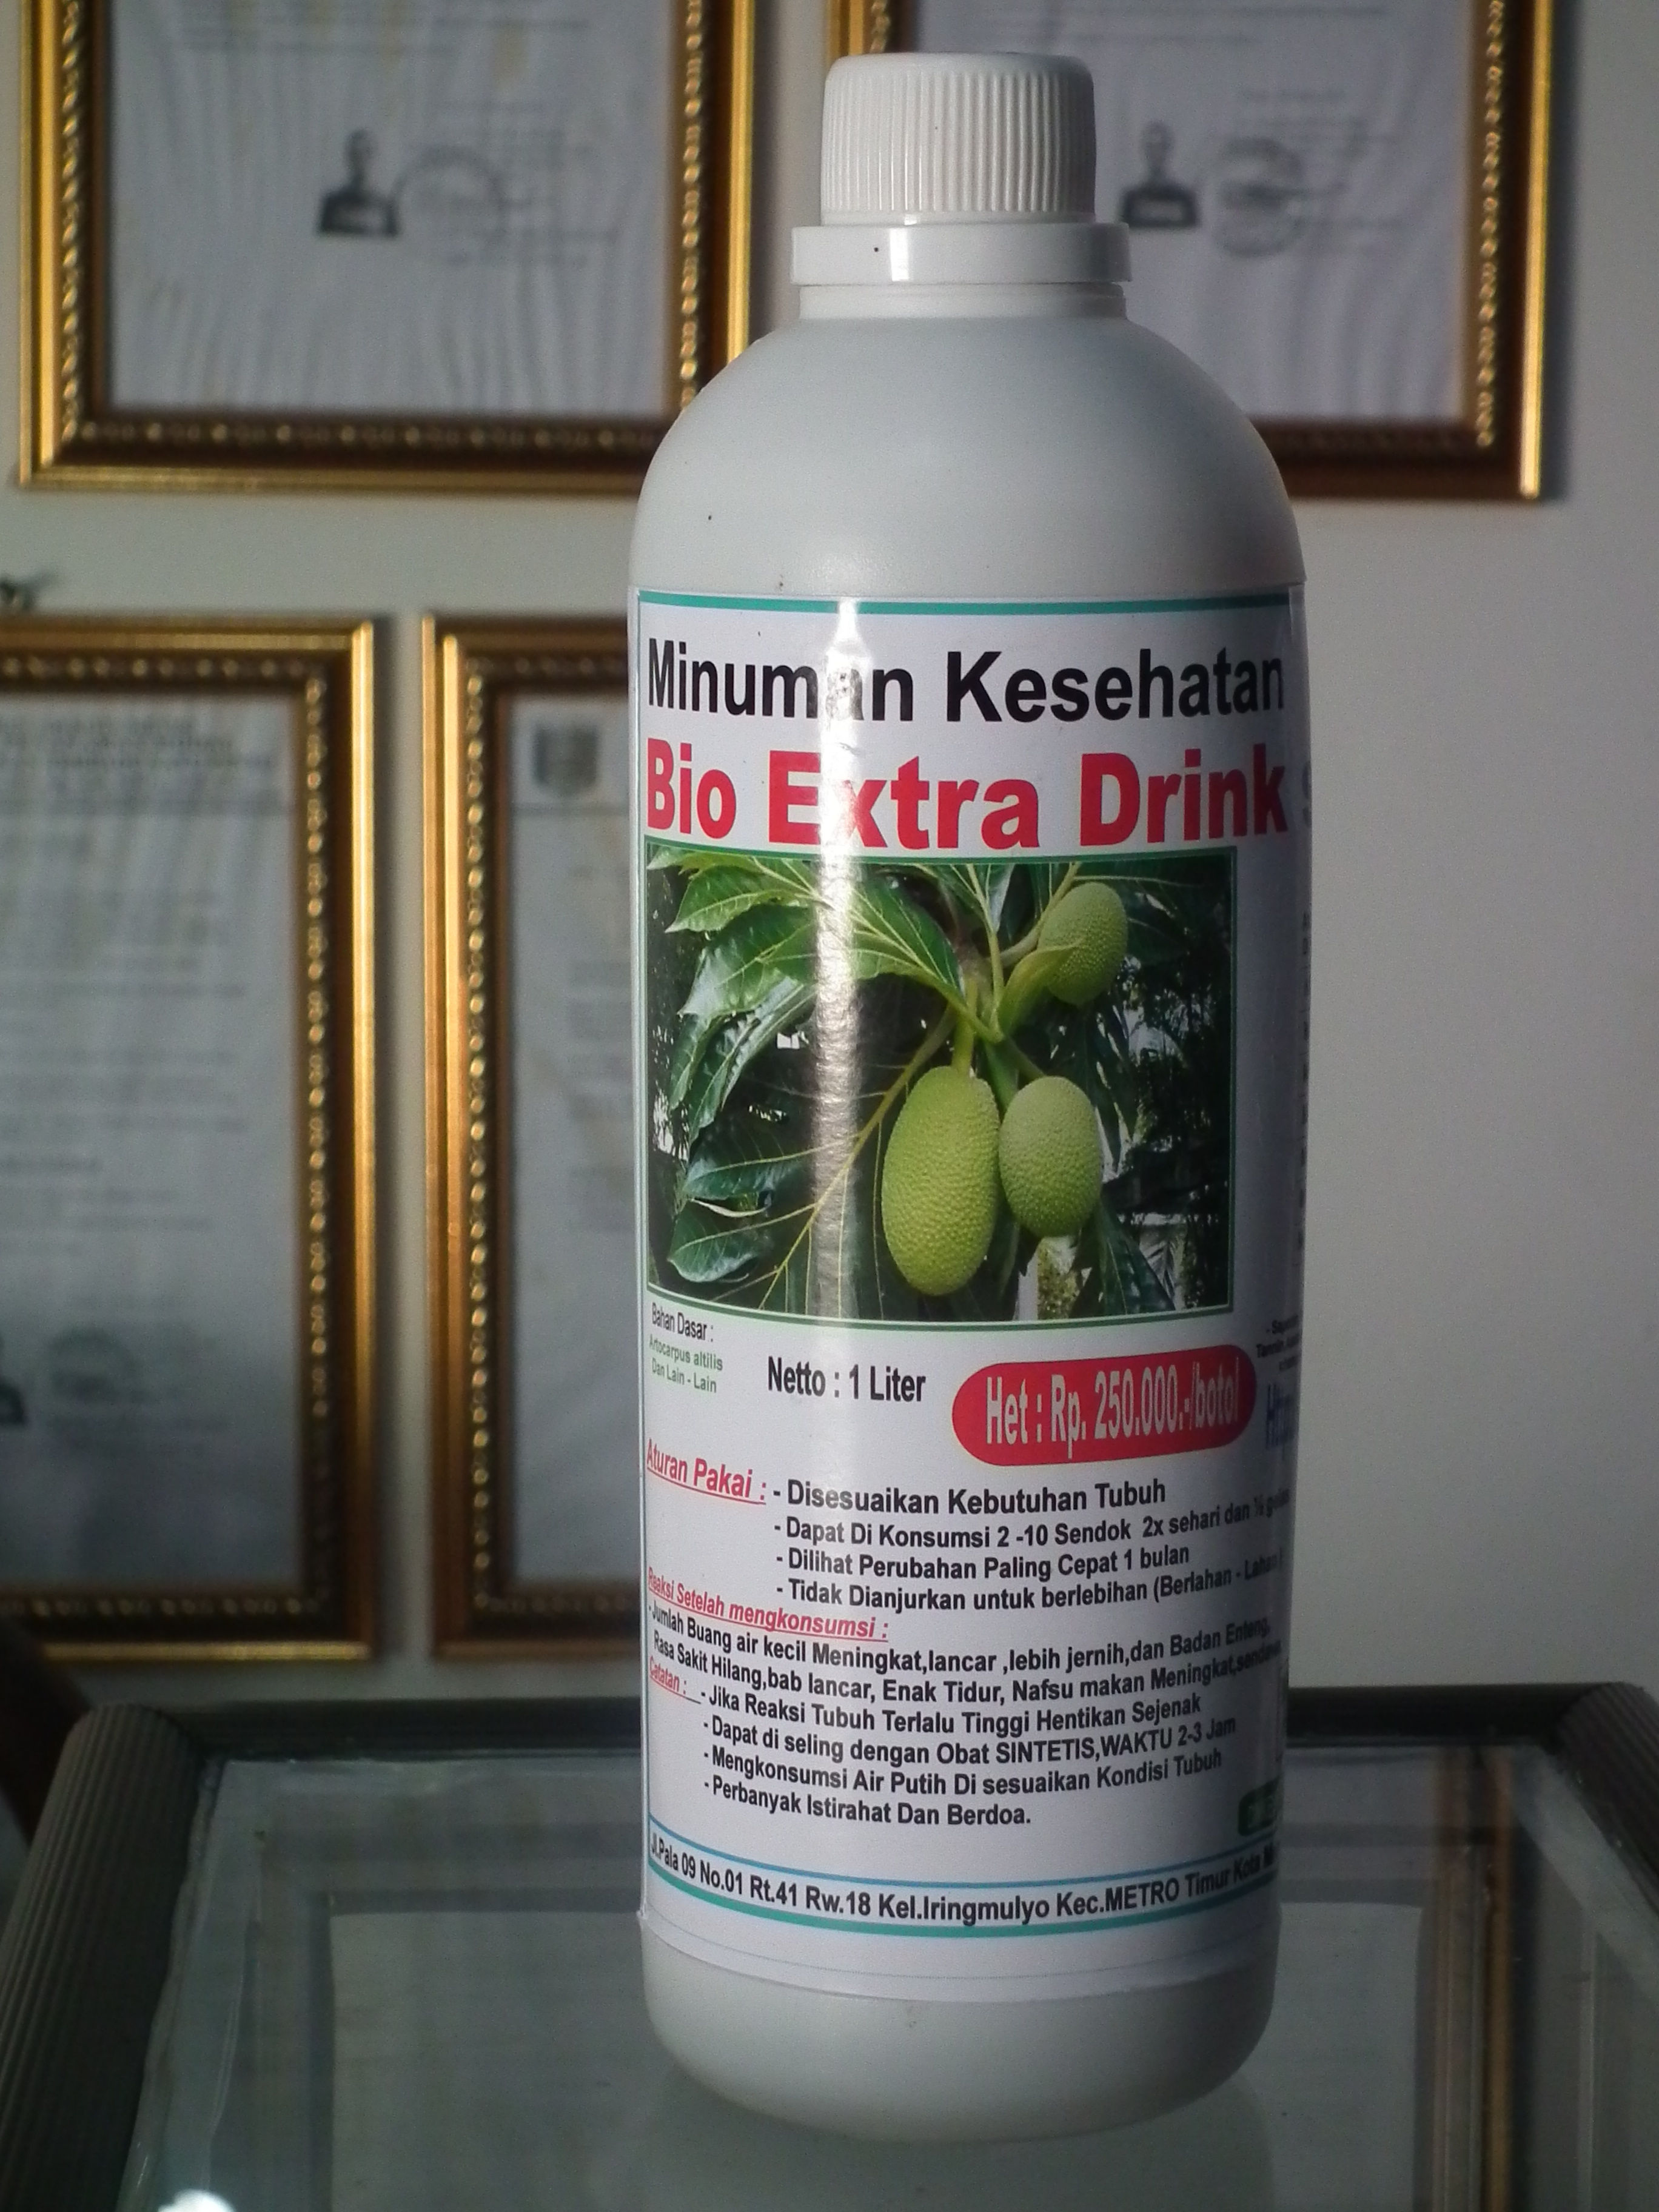 Minuman Kesehatan
Bio Extra Drink
Bahan Dasar :
Artocarpus altilis
Dan Lain - Lain
Netto : 1 Liter
Het : Rp. 250.000.-/botol
Aturan Pakai : - Disesuaikan Kebutuhan Tubuh
- Dapat Di Konsumsi 2 -10 Sendok 2x sehari dan ½
- Dilihat Perubahan Paling Cepat 1 bulan
- Tidak Dianjurkan untuk berlebihan (Berlahan -
Reaksi Setelah mengkonsumsi :
- Jumlah Buang air kecil Meningkat,lancar ,lebih jernih,dan Badan Enteng,
Rasa Sakit Hilang,bab lancar, Enak Tidur, Nafsu makan Meningkat,
Catatan : - Jika Reaksi Tubuh Terlalu Tinggi Hentikan Sejenak
- Dapat di seling dengan Obat SINTETIS,WAKTU 2-3 Jam
- Mengkonsumsi Air Putih Di sesuaikan Kondisi Tubuh
- Perbanyak Istirahat Dan Berdoa.
Jl.Pala 09 No.01 Rt.41 Rw.18 Kel.Iringmulyo Kec.METRO Timur Kota